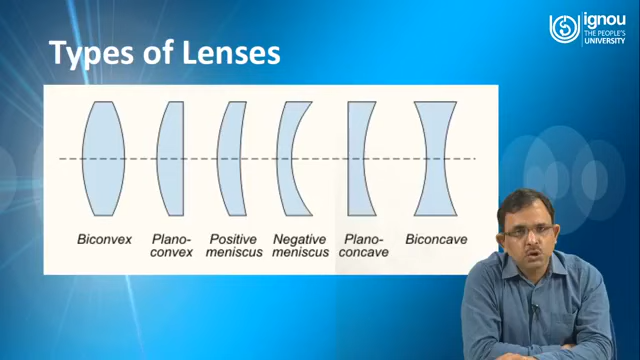 Types of Lenses
ignou
THE PEOPLE'S
UNIVERSITY
Biconvex
Plano-
convex
Positive
meniscus
Negative
meniscus
Plano-
concave
Biconcave